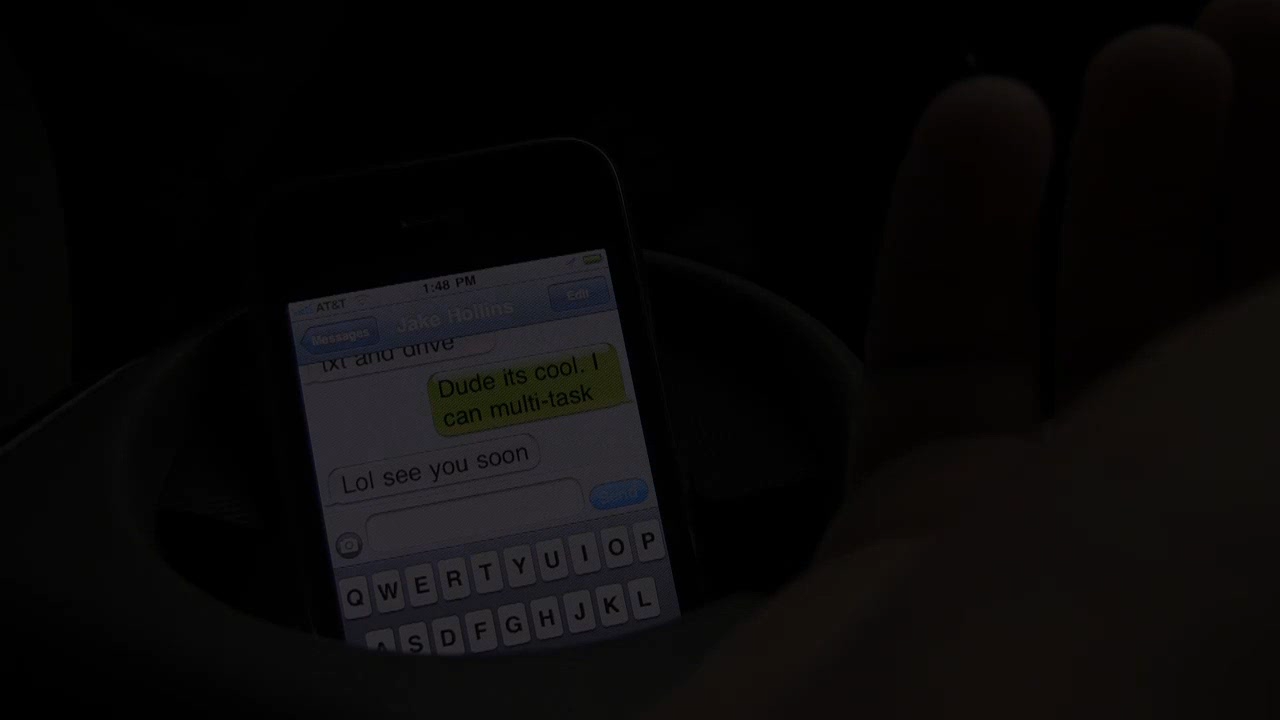 AT&T 1:48 PM
Messages Jake Hollins Edit
txt and drive
Dude its cool. I
can multi-task
Lol see you soon
Send
Q W E R T Y U I O P
A S D F G H J K L